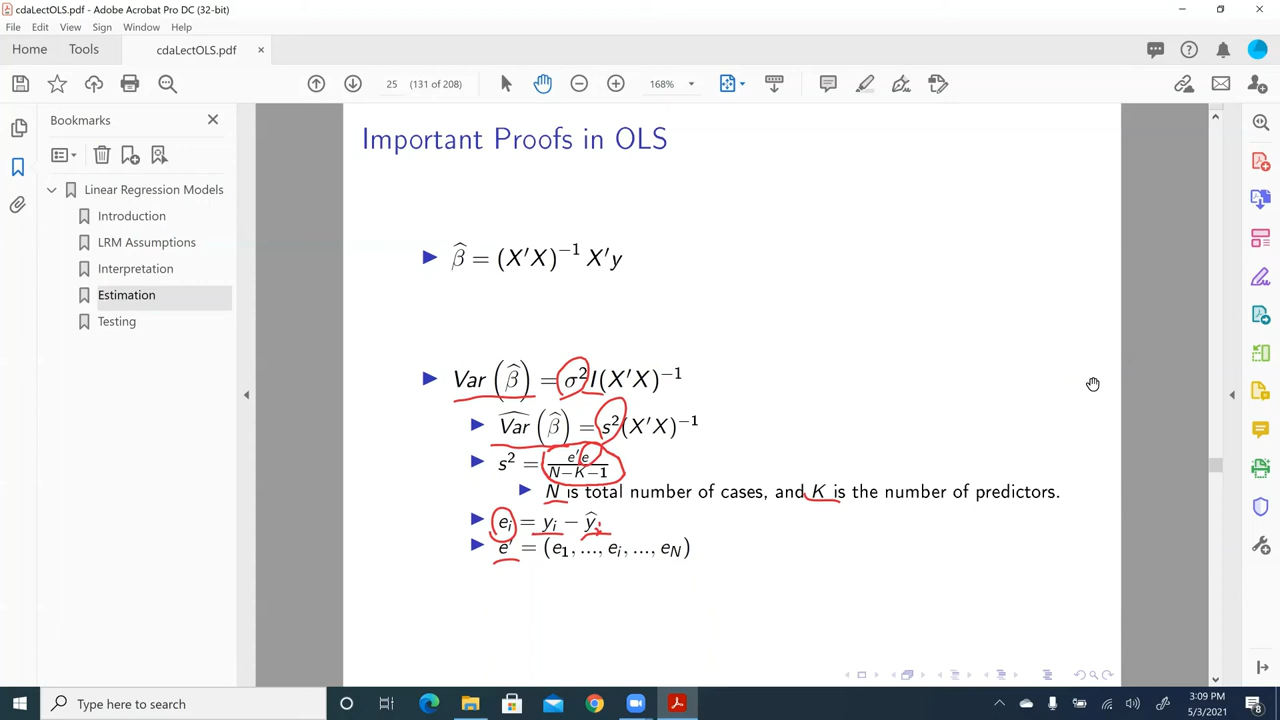 cdaLectOLS.pdf - Adobe Acrobat Pro DC (32-bit)
File Edit View Sign Window Help
Home Tools cdaLectOLS.pdf ×
25 (131 of 208) 168%
Bookmarks
Linear Regression Models
Introduction
LRM Assumptions
Interpretation
Estimation
Testing
Important Proofs in OLS
β̂ = (X′X)⁻¹ X′y
Var (β̂) = σ²I(X′X)⁻¹
V̂ar (β̂) = s²(X′X)⁻¹
s² = e′e / N−K−1
N is total number of cases, and K is the number of predictors.
eᵢ = yᵢ − ŷᵢ
e′ = (e₁, ..., eᵢ, ..., e_N)
Type here to search
3:09 PM
5/3/2021
8